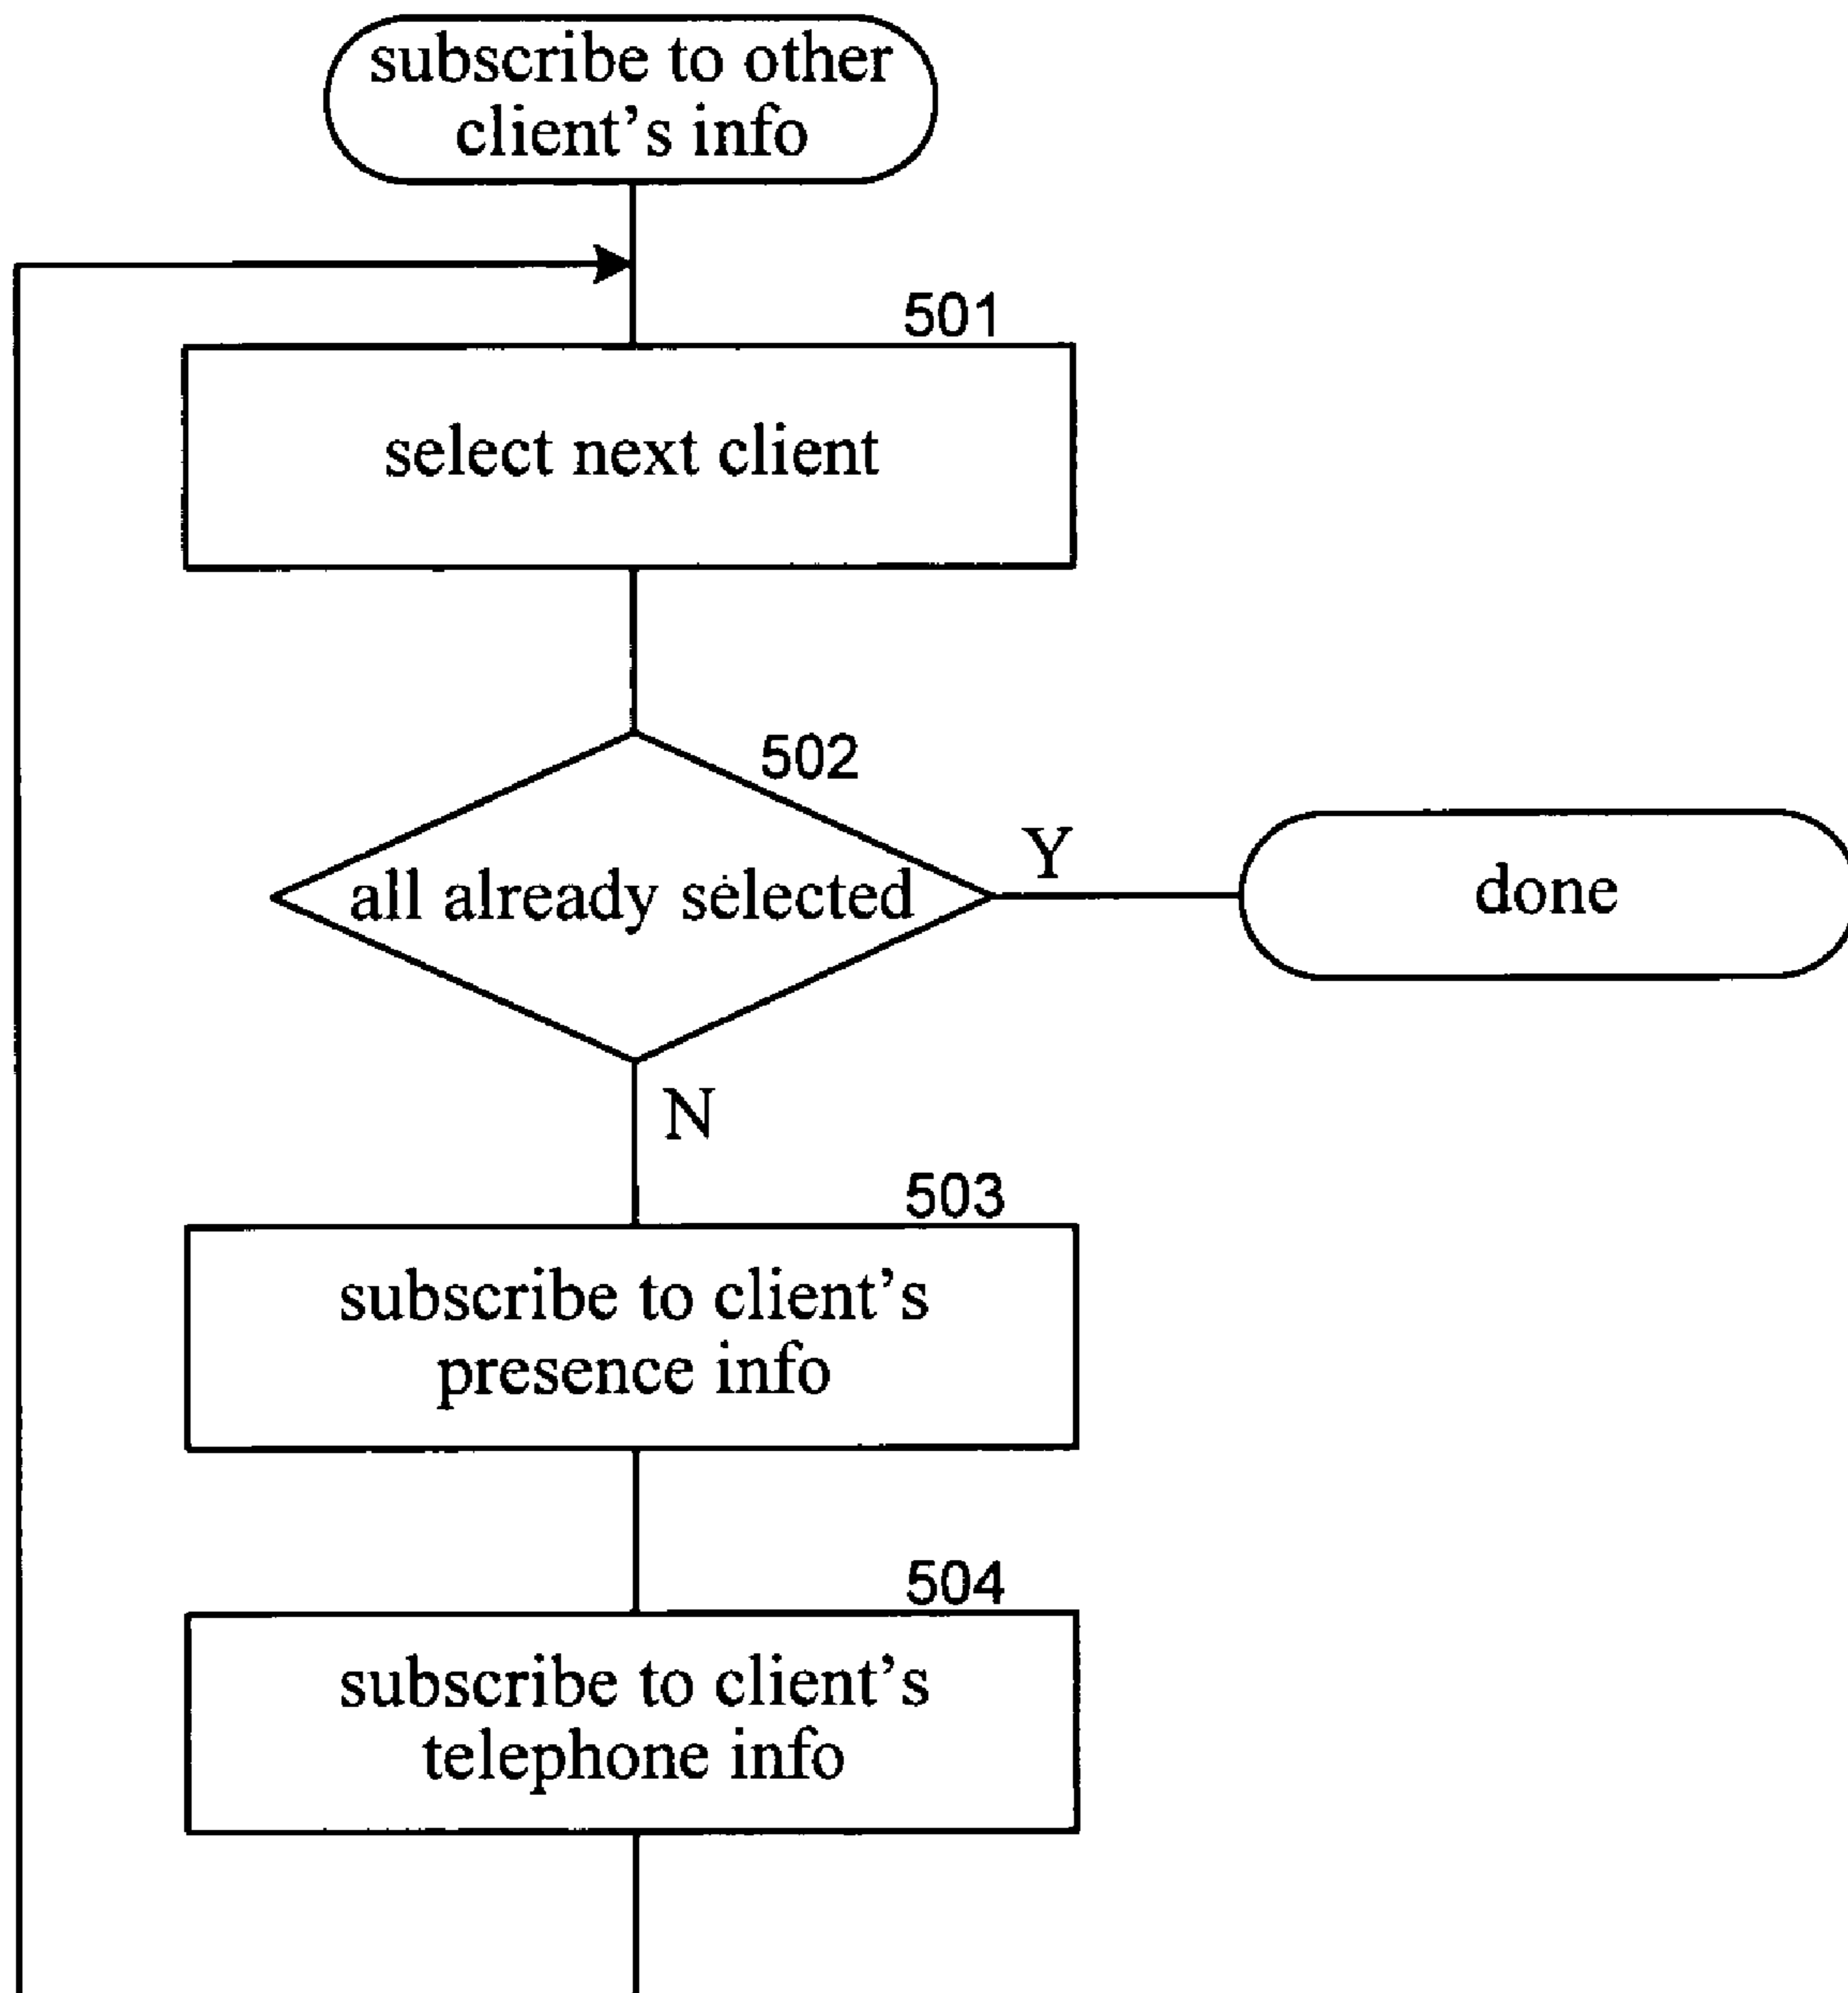 subscribe to other
client's info
501
select next client
502
all already selected
Y
done
N
503
subscribe to client's
presence info
504
subscribe to client's
telephone info